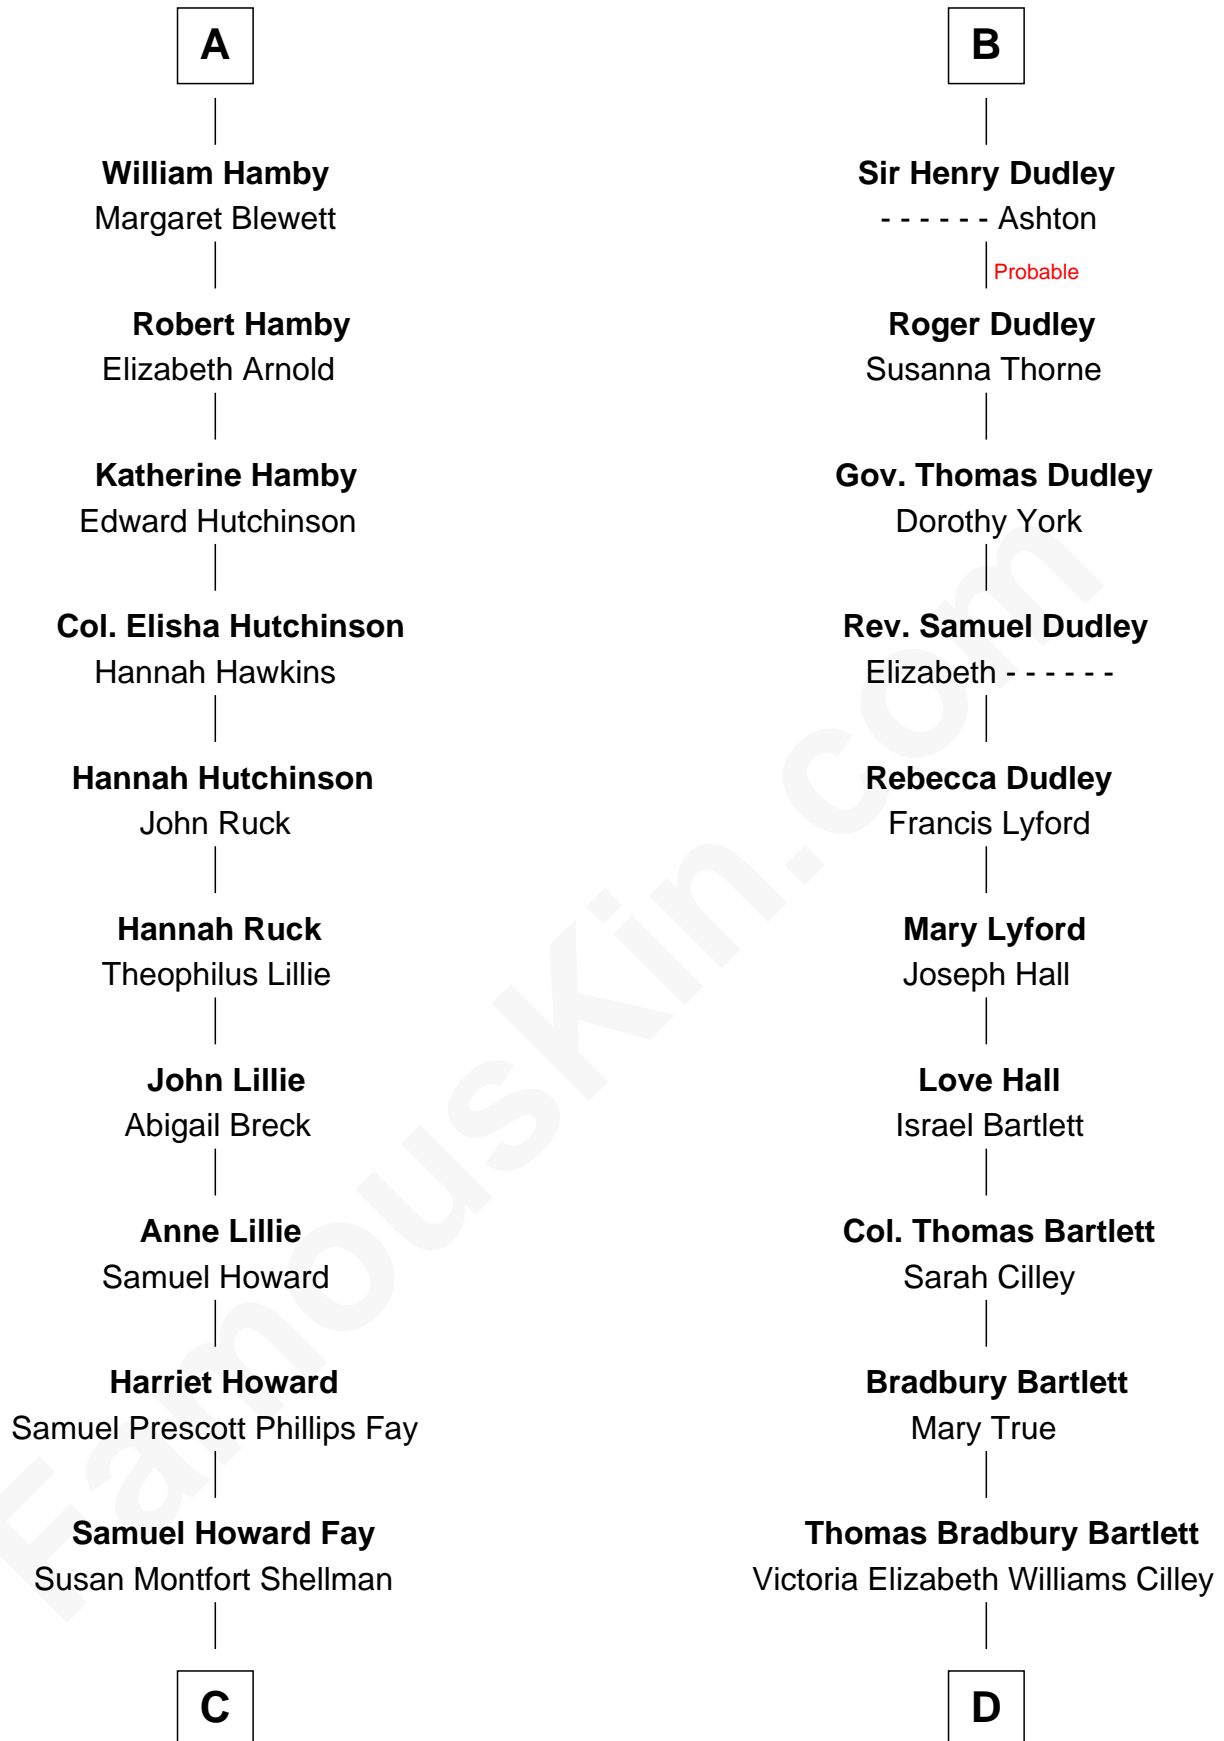 A
William Hamby
Margaret Blewett
Robert Hamby
Elizabeth Arnold
Katherine Hamby
Edward Hutchinson
Col. Elisha Hutchinson
Hannah Hawkins
Hannah Hutchinson
John Ruck
Hannah Ruck
Theophilus Lillie
John Lillie
Abigail Breck
Anne Lillie
Samuel Howard
Harriet Howard
Samuel Prescott Phillips Fay
Samuel Howard Fay
Susan Montfort Shellman
C
B
Sir Henry Dudley
- - - - - - Ashton
Probable
Roger Dudley
Susanna Thorne
Gov. Thomas Dudley
Dorothy York
Rev. Samuel Dudley
Elizabeth - - - - - -
Rebecca Dudley
Francis Lyford
Mary Lyford
Joseph Hall
Love Hall
Israel Bartlett
Col. Thomas Bartlett
Sarah Cilley
Bradbury Bartlett
Mary True
Thomas Bradbury Bartlett
Victoria Elizabeth Williams Cilley
D
FamousKin.com